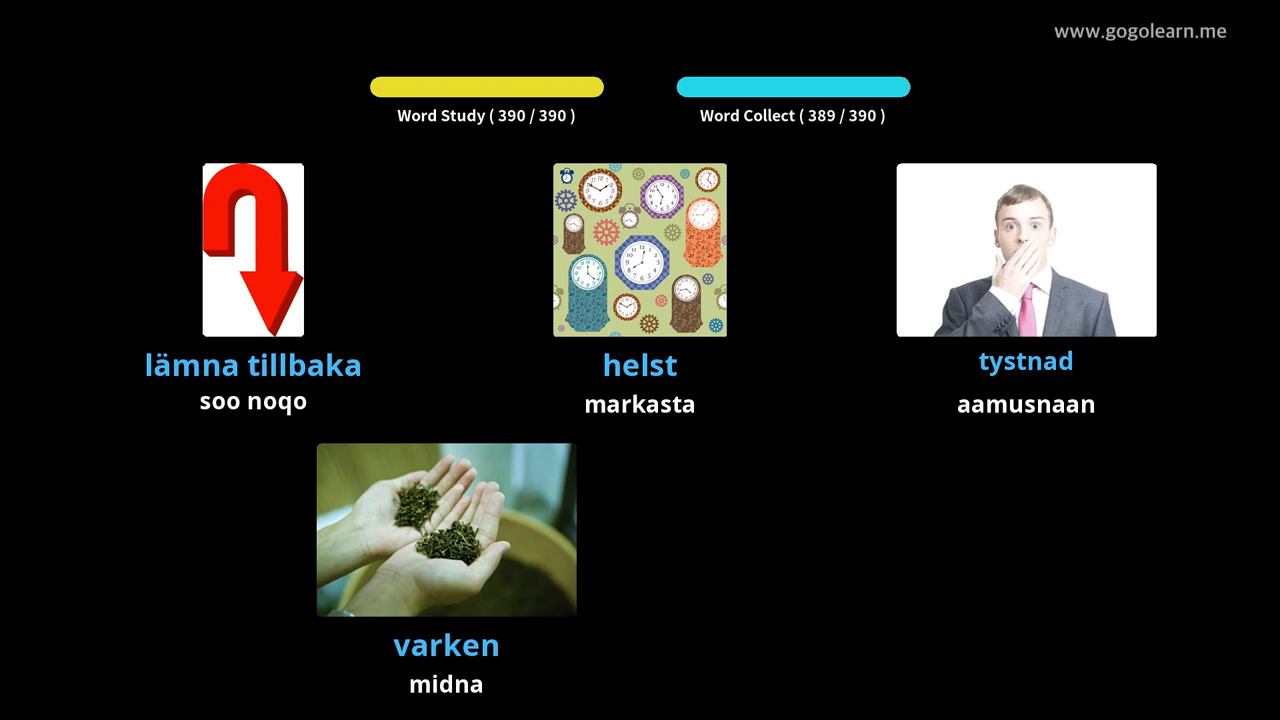 www.gogolearn.me
Word Study ( 390 / 390 )
Word Collect ( 389 / 390 )
lämna tillbaka
soo noqo
helst
markasta
tystnad
aamusnaan
varken
midna